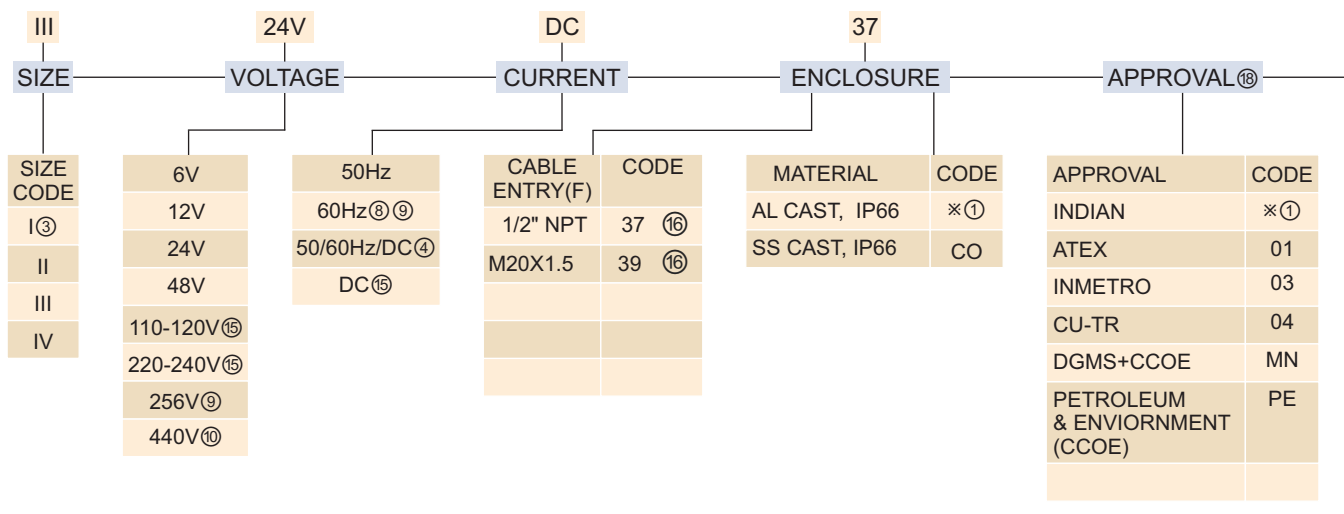 III 24V DC 37
SIZE VOLTAGE CURRENT ENCLOSURE APPROVAL⑱
SIZE
CODE
I③
II
III
IV
6V
12V
24V
48V
110-120V⑮
220-240V⑮
256V⑨
440V⑩
50Hz
60Hz⑧⑨
50/60Hz/DC④
DC⑮
CABLE
ENTRY(F) CODE
1/2" NPT 37 ⑯
M20X1.5 39 ⑯
MATERIAL CODE
AL CAST, IP66 ※①
SS CAST, IP66 CO
APPROVAL CODE
INDIAN ※①
ATEX 01
INMETRO 03
CU-TR 04
DGMS+CCOE MN
PETROLEUM PE
& ENVIORNMENT
(CCOE)